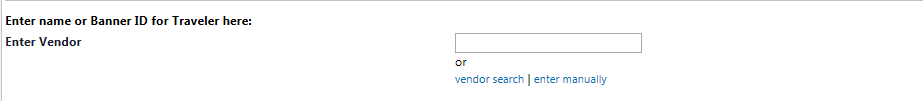 Enter name or Banner ID for Traveler here:
Enter Vendor
or
vendor search | enter manually